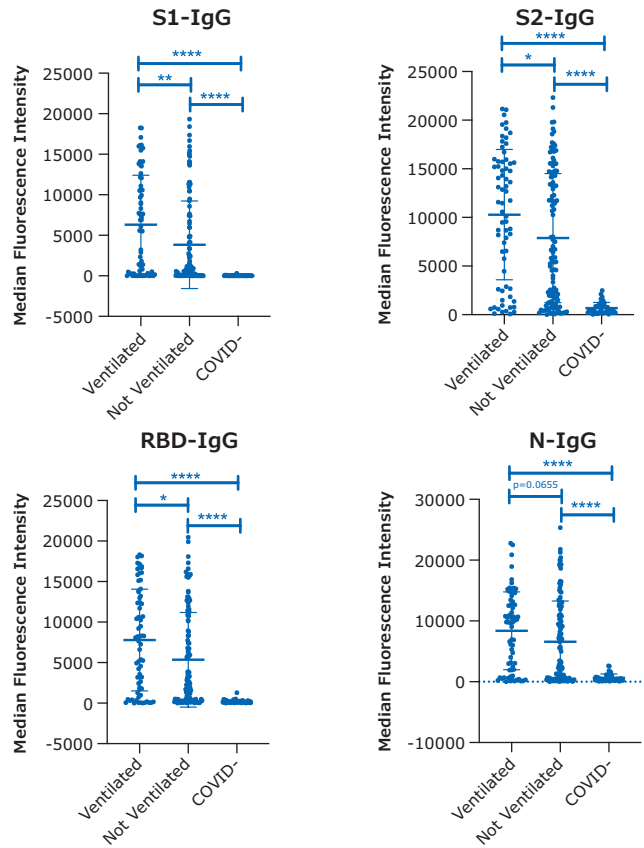 S1-IgG
Median Fluorescence Intensity
25000
20000
15000
10000
5000
0
-5000
****
**
****
Ventilated
Not Ventilated
COVID-
S2-IgG
Median Fluorescence Intensity
25000
20000
15000
10000
5000
0
****
*
****
Ventilated
Not Ventilated
COVID-
RBD-IgG
Median Fluorescence Intensity
25000
20000
15000
10000
5000
0
-5000
****
*
****
Ventilated
Not Ventilated
COVID-
N-IgG
Median Fluorescence Intensity
30000
20000
10000
0
-10000
****
p=0.0655
****
Ventilated
Not Ventilated
COVID-